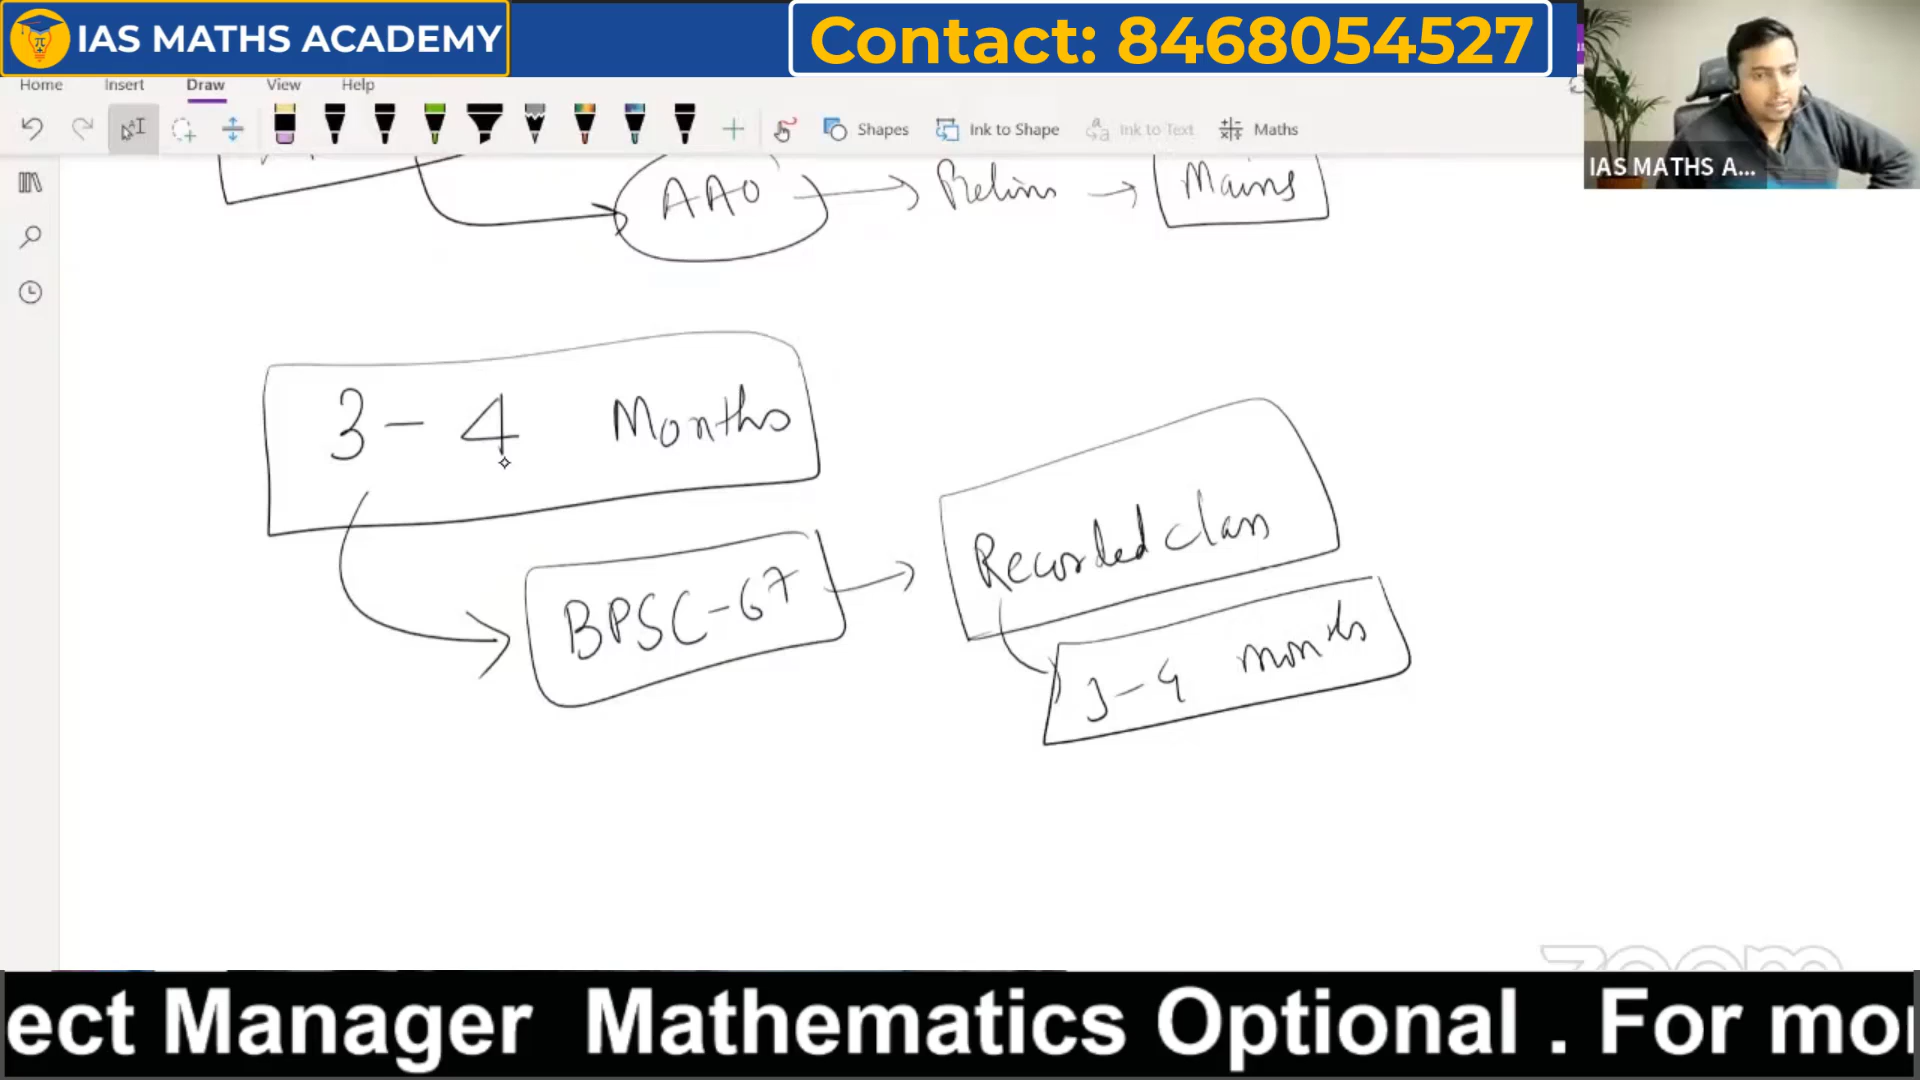 IAS MATHS ACADEMY
Contact: 8468054527
Home Insert Draw View Help
Shapes Ink to Shape Ink to Text Maths
IAS MATHS A...
AAO Prelims Mains
3 - 4 Months
Recorded class
BPSC-67
3-4 months
zoom
ect Manager Mathematics Optional . For mo